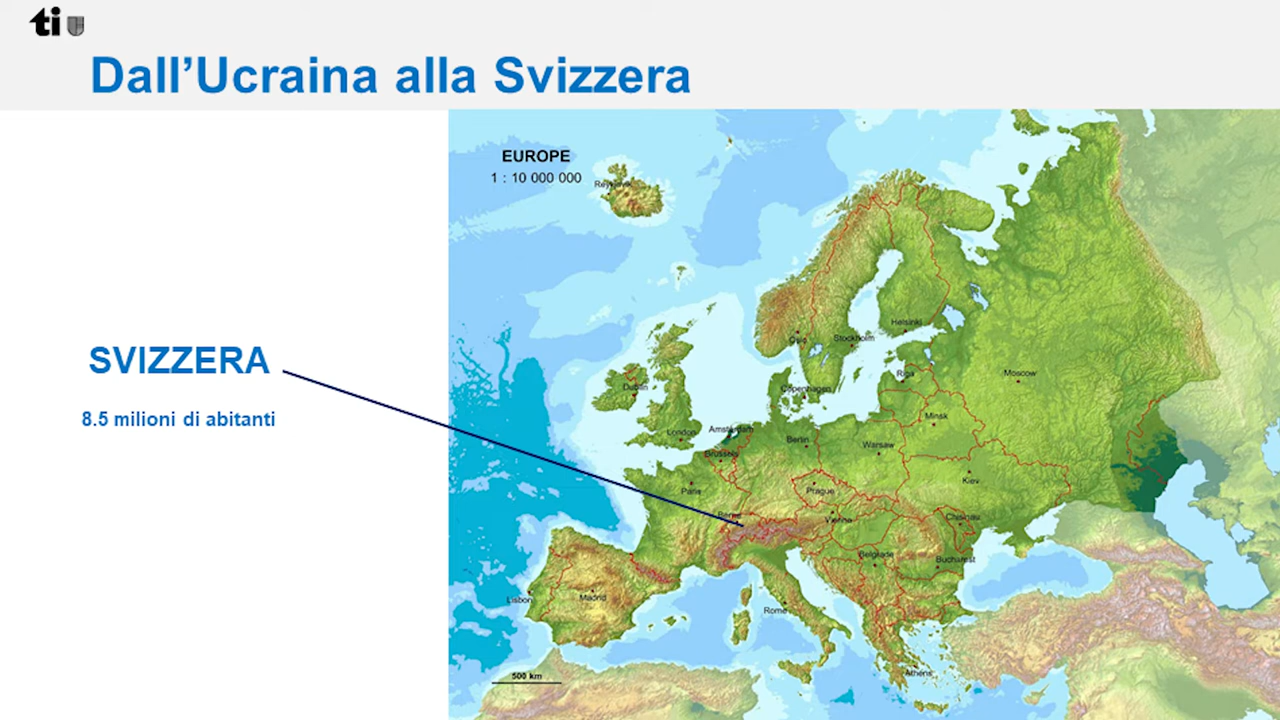 ti
Dall’Ucraina alla Svizzera
EUROPE
1 : 10 000 000
Reykjavik
SVIZZERA
8.5 milioni di abitanti
Helsinki
Oslo
Stockholm
Riga
Moscow
Dublin
Copenhagen
Minsk
London
Amsterdam
Berlin
Warsaw
Brussels
Kiev
Paris
Prague
Berne
Vienna
Chisinau
Belgrade
Bucharest
Lisbon
Madrid
Rome
Athens
500 km